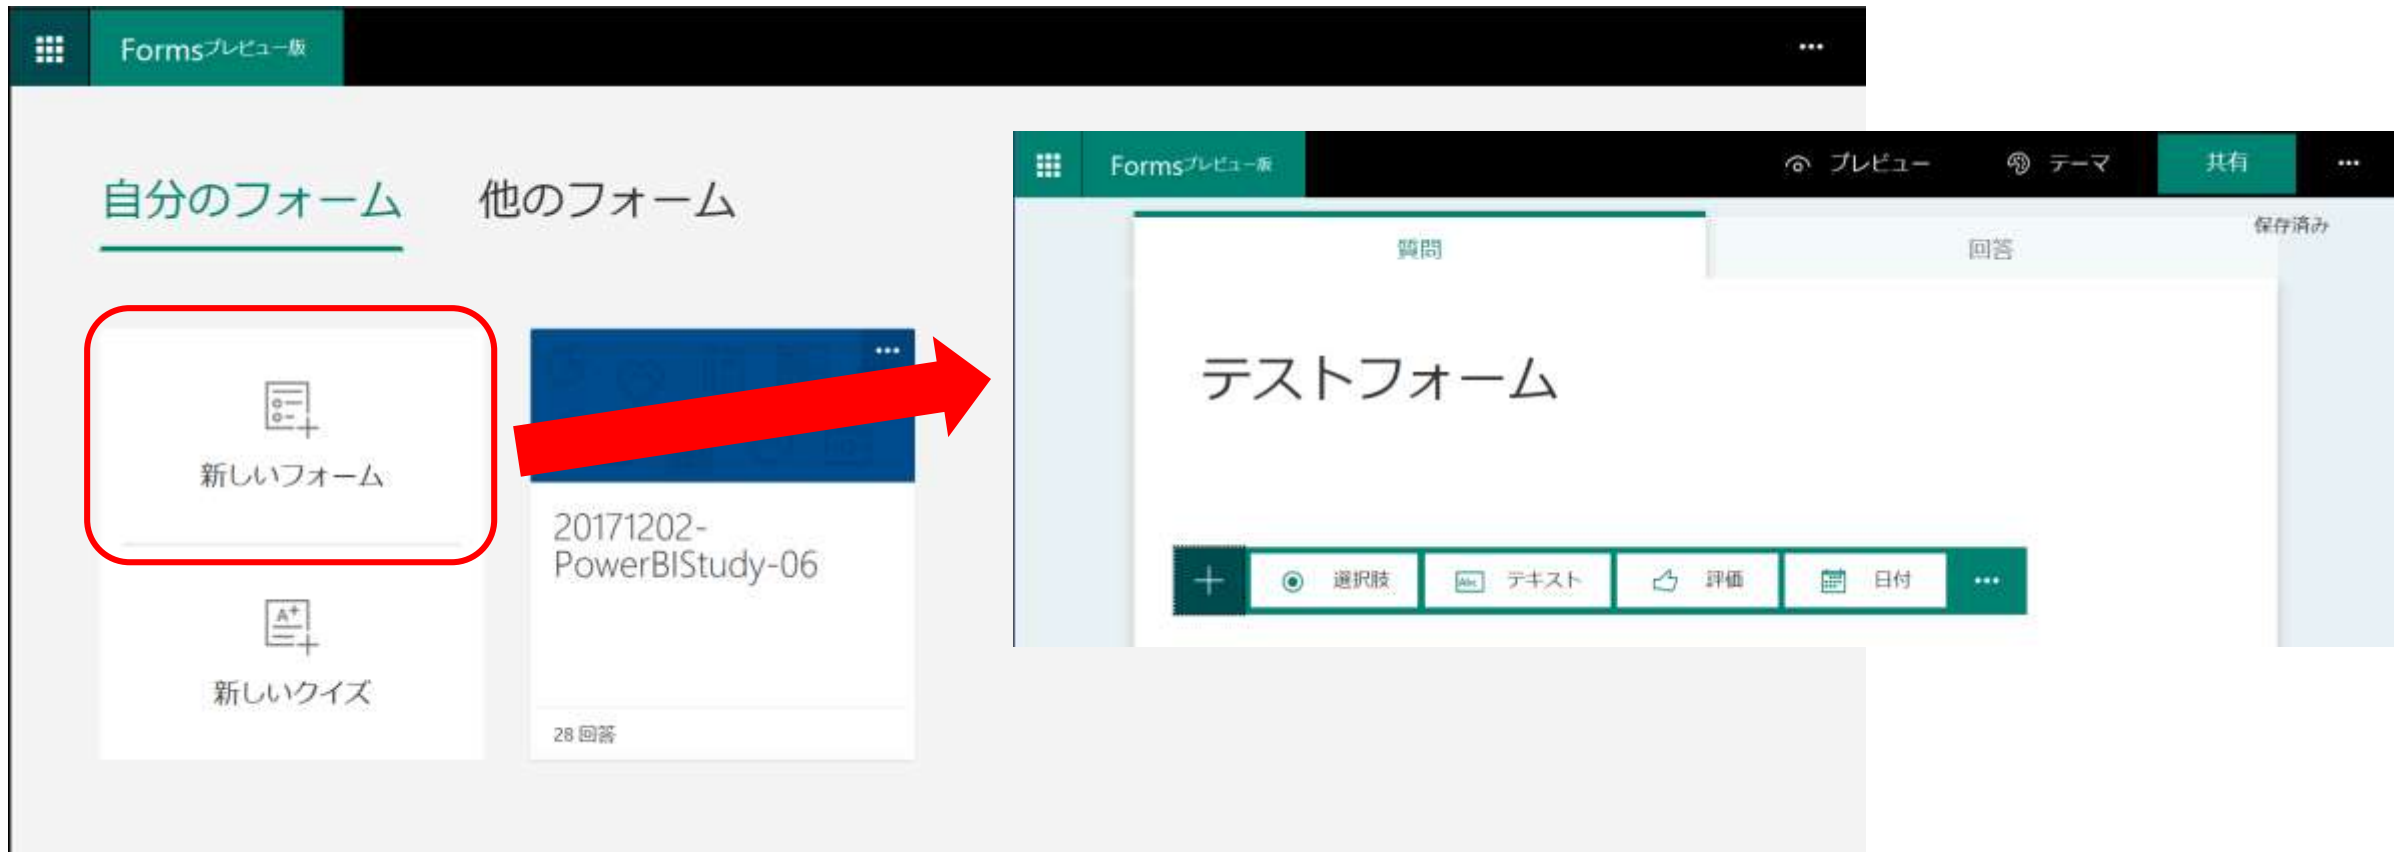 Formsプレビュー版
自分のフォーム 他のフォーム
新しいフォーム
新しいクイズ
20171202-
PowerBIStudy-06
28 回答
Formsプレビュー版 プレビュー テーマ 共有
保存済み
質問 回答
テストフォーム
選択肢 Abc テキスト 評価 日付